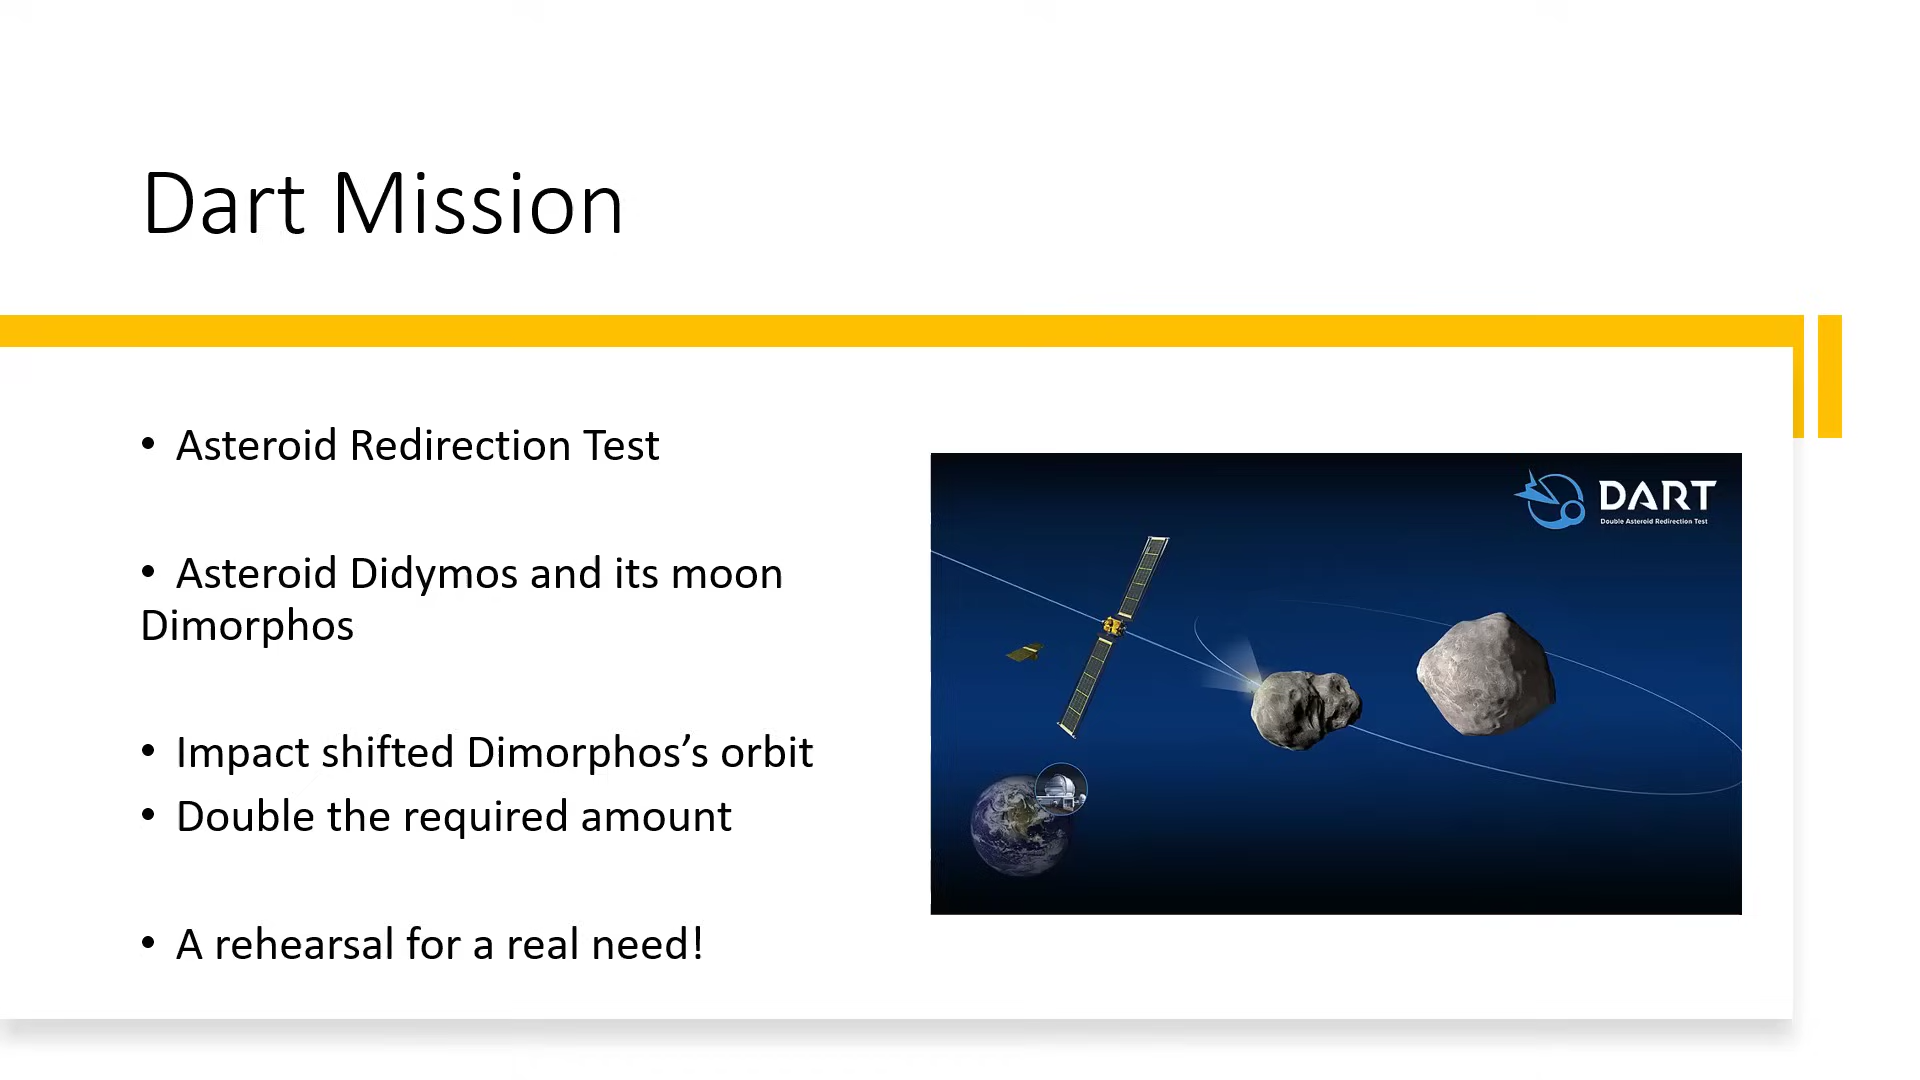 Dart Mission
• Asteroid Redirection Test
• Asteroid Didymos and its moon
Dimorphos
• Impact shifted Dimorphos’s orbit
• Double the required amount
• A rehearsal for a real need!
DART
Double Asteroid Redirection Test